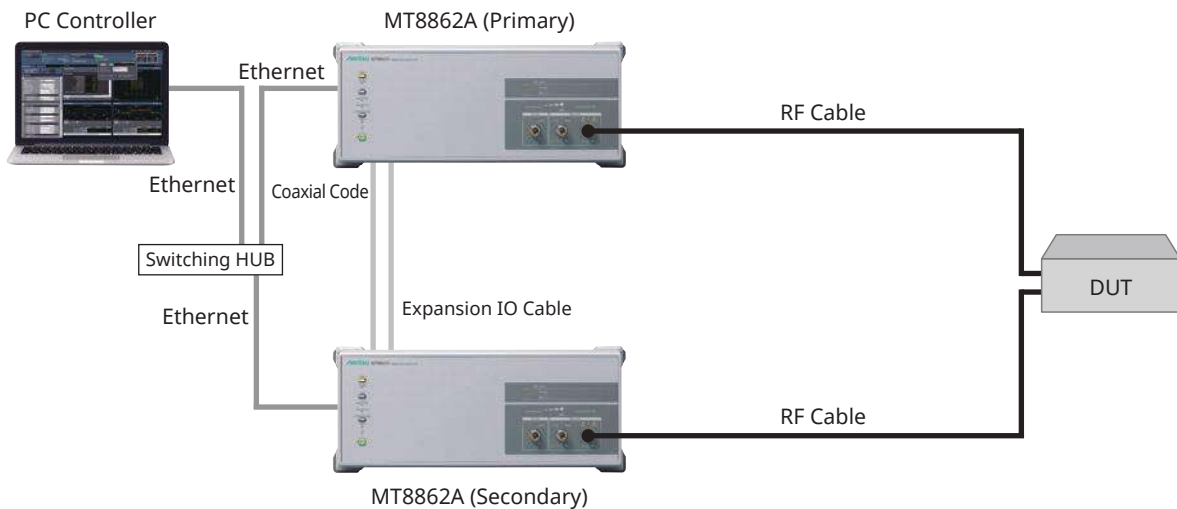 PC Controller
MT8862A (Primary)
Ethernet
RF Cable
Ethernet
Coaxial Code
Switching HUB
DUT
Expansion IO Cable
Ethernet
RF Cable
MT8862A (Secondary)